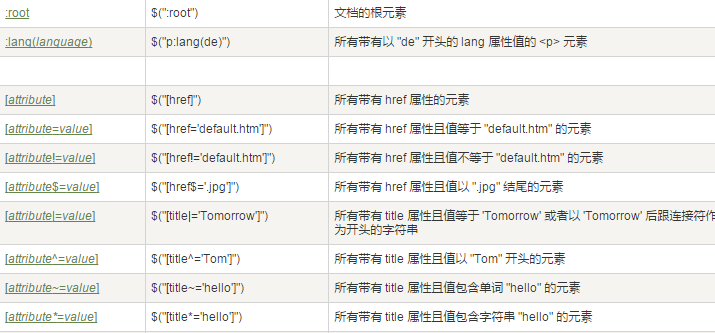 :root $(":root") 文档的根元素
:lang(language) $("p:lang(de)") 所有带有以 "de" 开头的 lang 属性值的 <p> 元素
[attribute] $("[href]") 所有带有 href 属性的元素
[attribute=value] $("[href='default.htm']") 所有带有 href 属性且值等于 "default.htm" 的元素
[attribute!=value] $("[href!='default.htm']") 所有带有 href 属性且值不等于 "default.htm" 的元素
[attribute$=value] $("[href$='.jpg']") 所有带有 href 属性且值以 ".jpg" 结尾的元素
[attribute|=value] $("[title|='Tomorrow']") 所有带有 title 属性且值等于 'Tomorrow' 或者以 'Tomorrow' 后跟连接符作
为开头的字符串
[attribute^=value] $("[title^='Tom']") 所有带有 title 属性且值以 "Tom" 开头的元素
[attribute~=value] $("[title~='hello']") 所有带有 title 属性且值包含单词 "hello" 的元素
[attribute*=value] $("[title*='hello']") 所有带有 title 属性且值包含字符串 "hello" 的元素